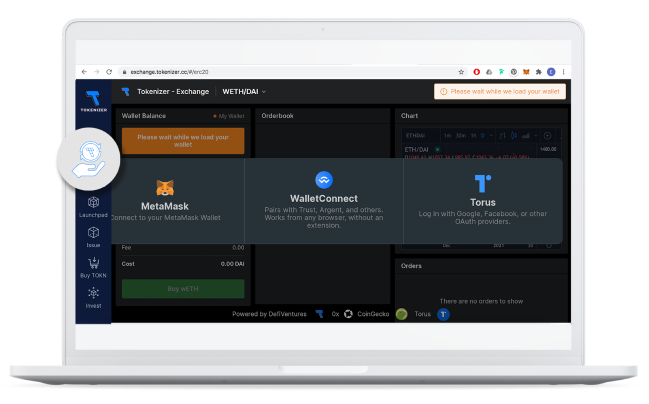 exchange.tokenizer.cc/#/erc20
TOKENIZER
Tokenizer - Exchange
WETH/DAI
Please wait while we load your wallet
Wallet Balance
My Wallet
Orderbook
Chart
Please wait while we load your
wallet
ETH/DAI
1460.00
MetaMask
Connect to your MetaMask Wallet
WalletConnect
Pairs with Trust, Argent, and others.
Works from any browser, without an
extension.
Torus
Log in with Google, Facebook, or other
OAuth providers.
Launchpad
Issue
Buy TOKN
Invest
Fee
0.00
Cost
0.00 DAI
Buy wETH
Dec
2021
Orders
There are no orders to show
Powered by DefiVentures
0x
CoinGecko
Torus